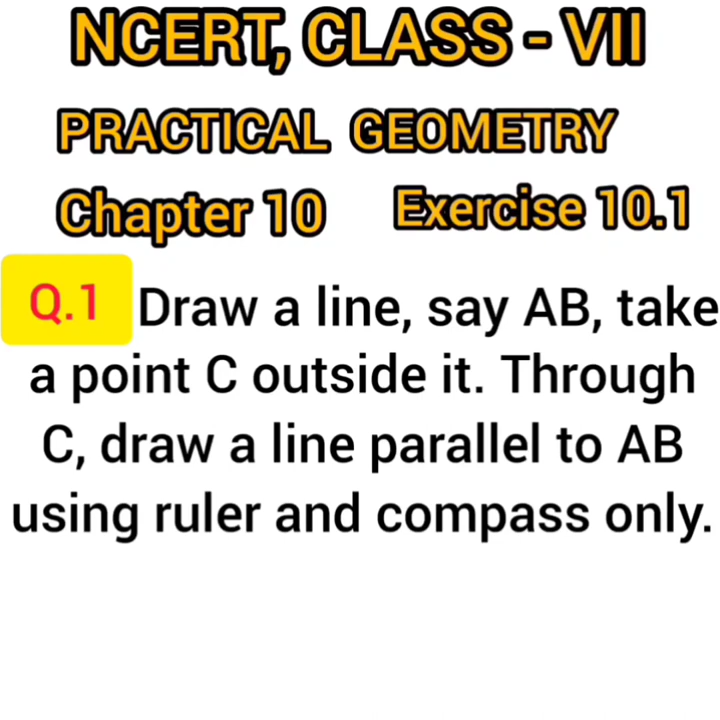 NCERT, CLASS - VII
PRACTICAL GEOMETRY
Chapter 10 Exercise 10.1
Q.1 Draw a line, say AB, take
a point C outside it. Through
C, draw a line parallel to AB
using ruler and compass only.